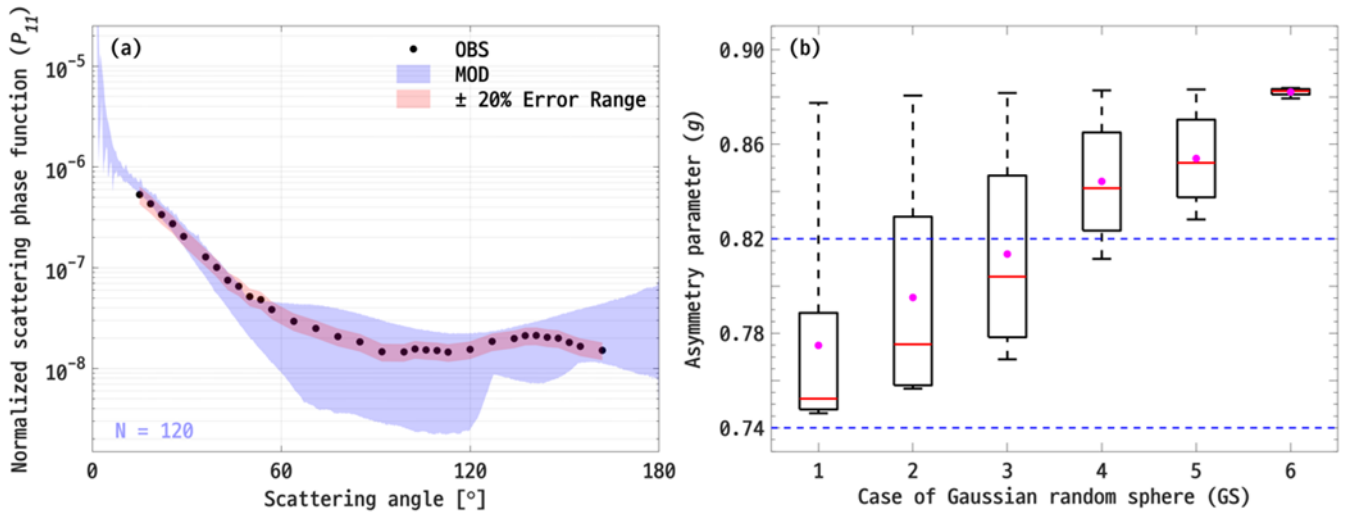 Normalized scattering phase function (P11)
(a)
OBS
MOD
± 20% Error Range
10-5
10-6
10-7
10-8
N = 120
0 60 120 180
Scattering angle [°]
Asymmetry parameter (g)
(b)
0.90
0.86
0.82
0.78
0.74
1 2 3 4 5 6
Case of Gaussian random sphere (GS)